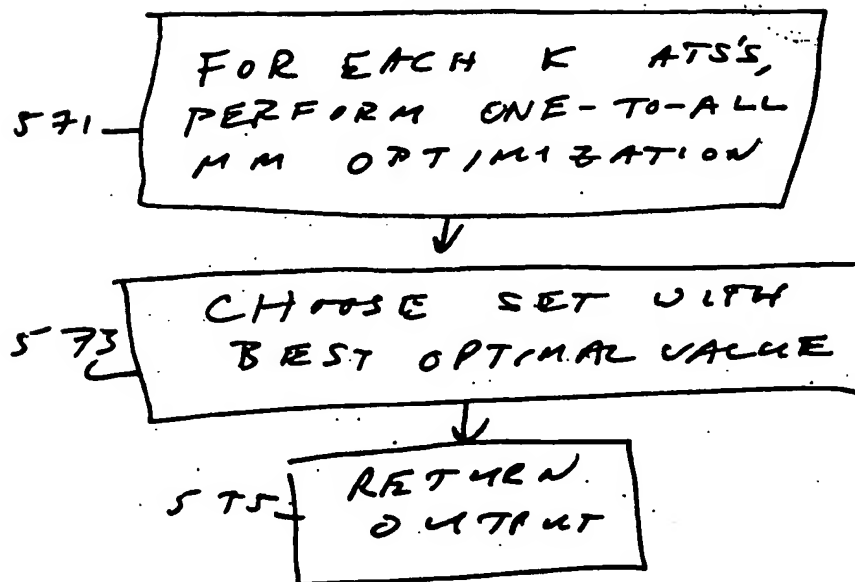 FOR EACH K ATS'S,
571 PERFORM ONE-TO-ALL
MM OPTIMIZATION
CHOOSE SET WITH
573 BEST OPTIMAL VALUE
575 RETURN
OUTPUT